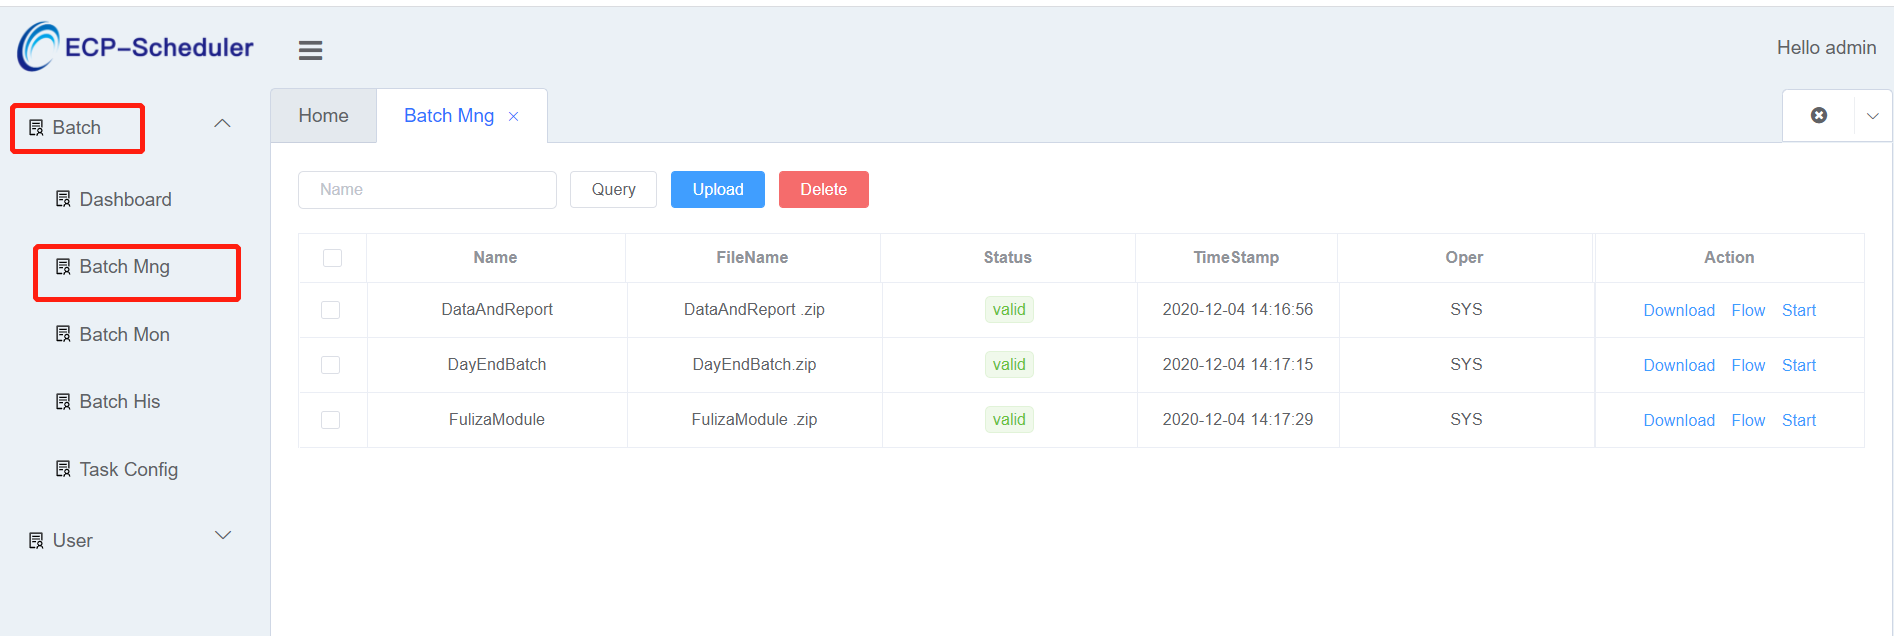 ECP-Scheduler
Hello admin
Batch
Dashboard
Batch Mng
Batch Mon
Batch His
Task Config
User
Home Batch Mng ×
Name Query Upload Delete
Name FileName Status TimeStamp Oper Action
DataAndReport DataAndReport .zip valid 2020-12-04 14:16:56 SYS Download Flow Start
DayEndBatch DayEndBatch.zip valid 2020-12-04 14:17:15 SYS Download Flow Start
FulizaModule FulizaModule .zip valid 2020-12-04 14:17:29 SYS Download Flow Start